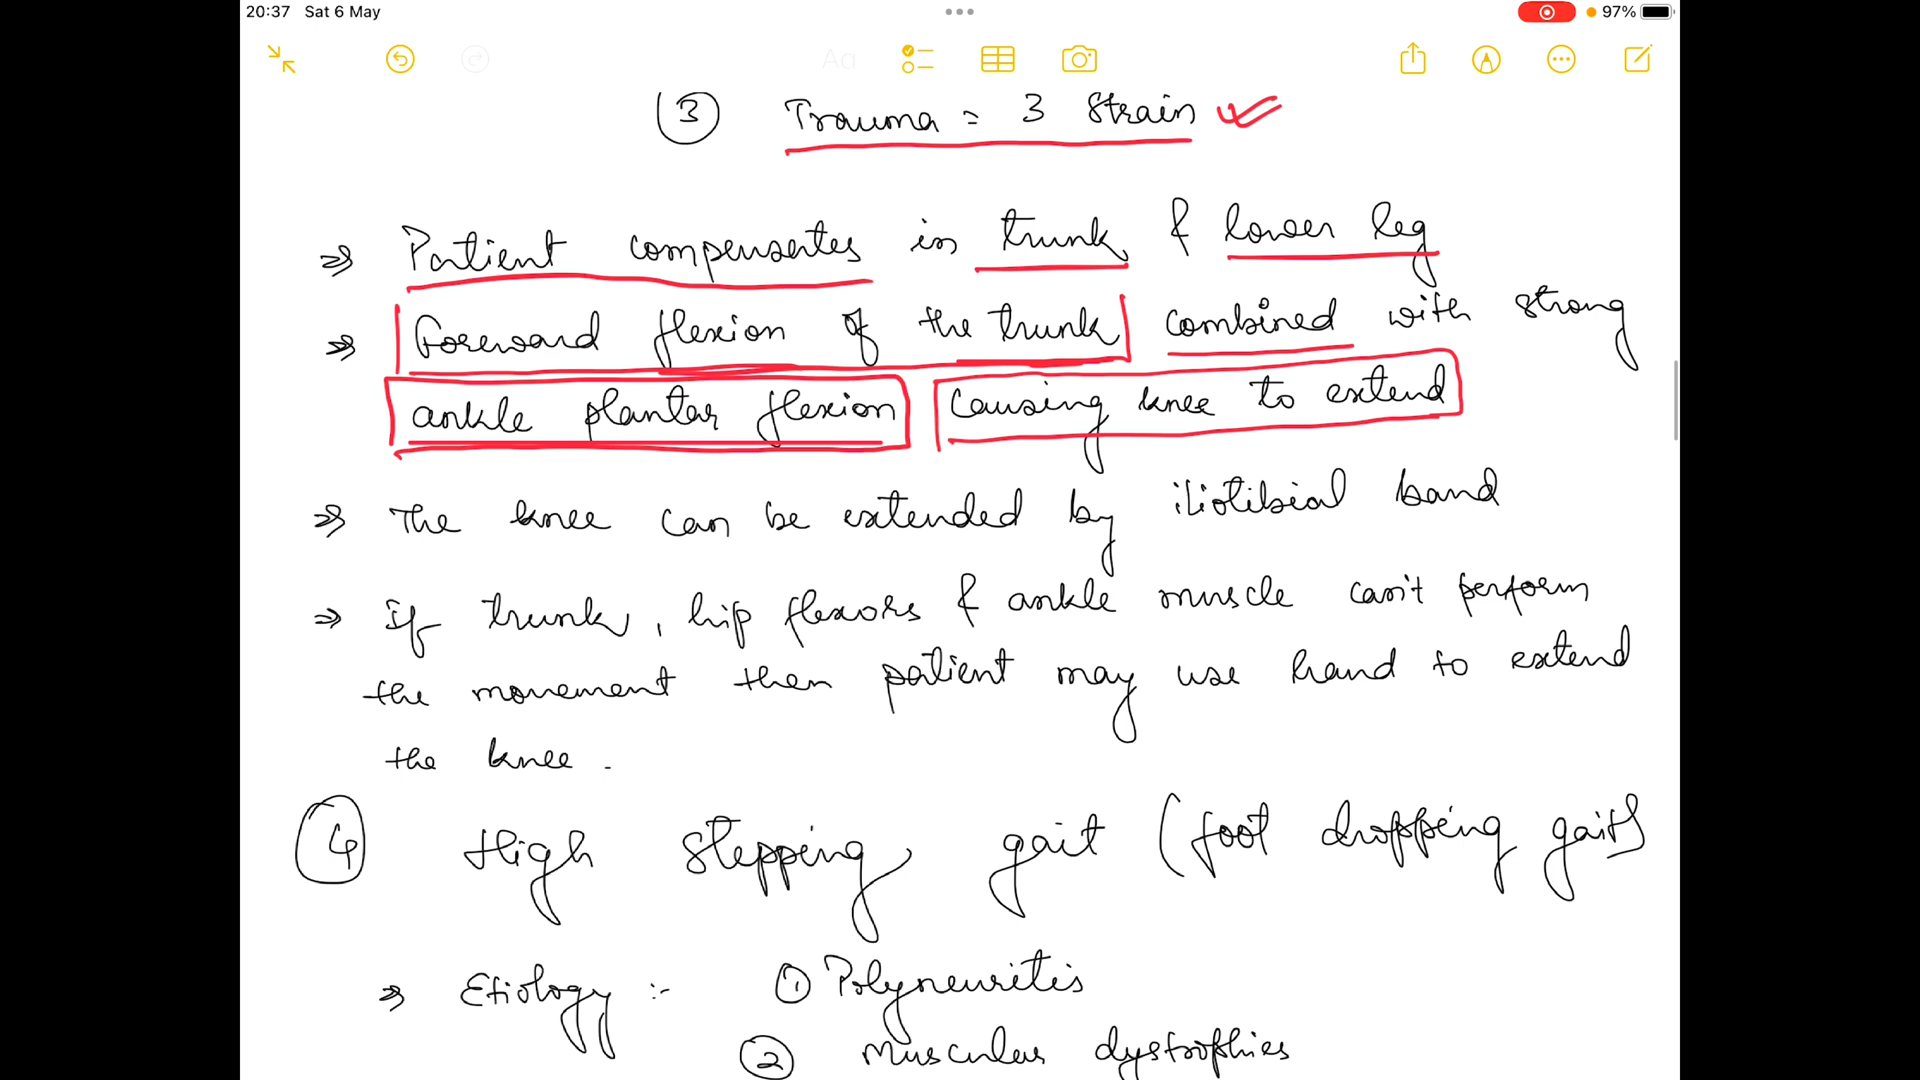 20:37 Sat 6 May
97%
Aa
③ Trauma = 3 Strain
⇒ Patient compensates in trunk & lower leg
⇒ Foreward flexion of the trunk combined with strong
ankle plantar flexion causing knee to extend
⇒ The knee can be extended by iliotibial band
⇒ If trunk, hip flexors & ankle muscle can't perform
the movement then patient may use hand to extend
the knee.
④ High stepping gait (foot dropping gait)
⇒ Etiology :- ① Polyneuritis
② Muscular dystrophies